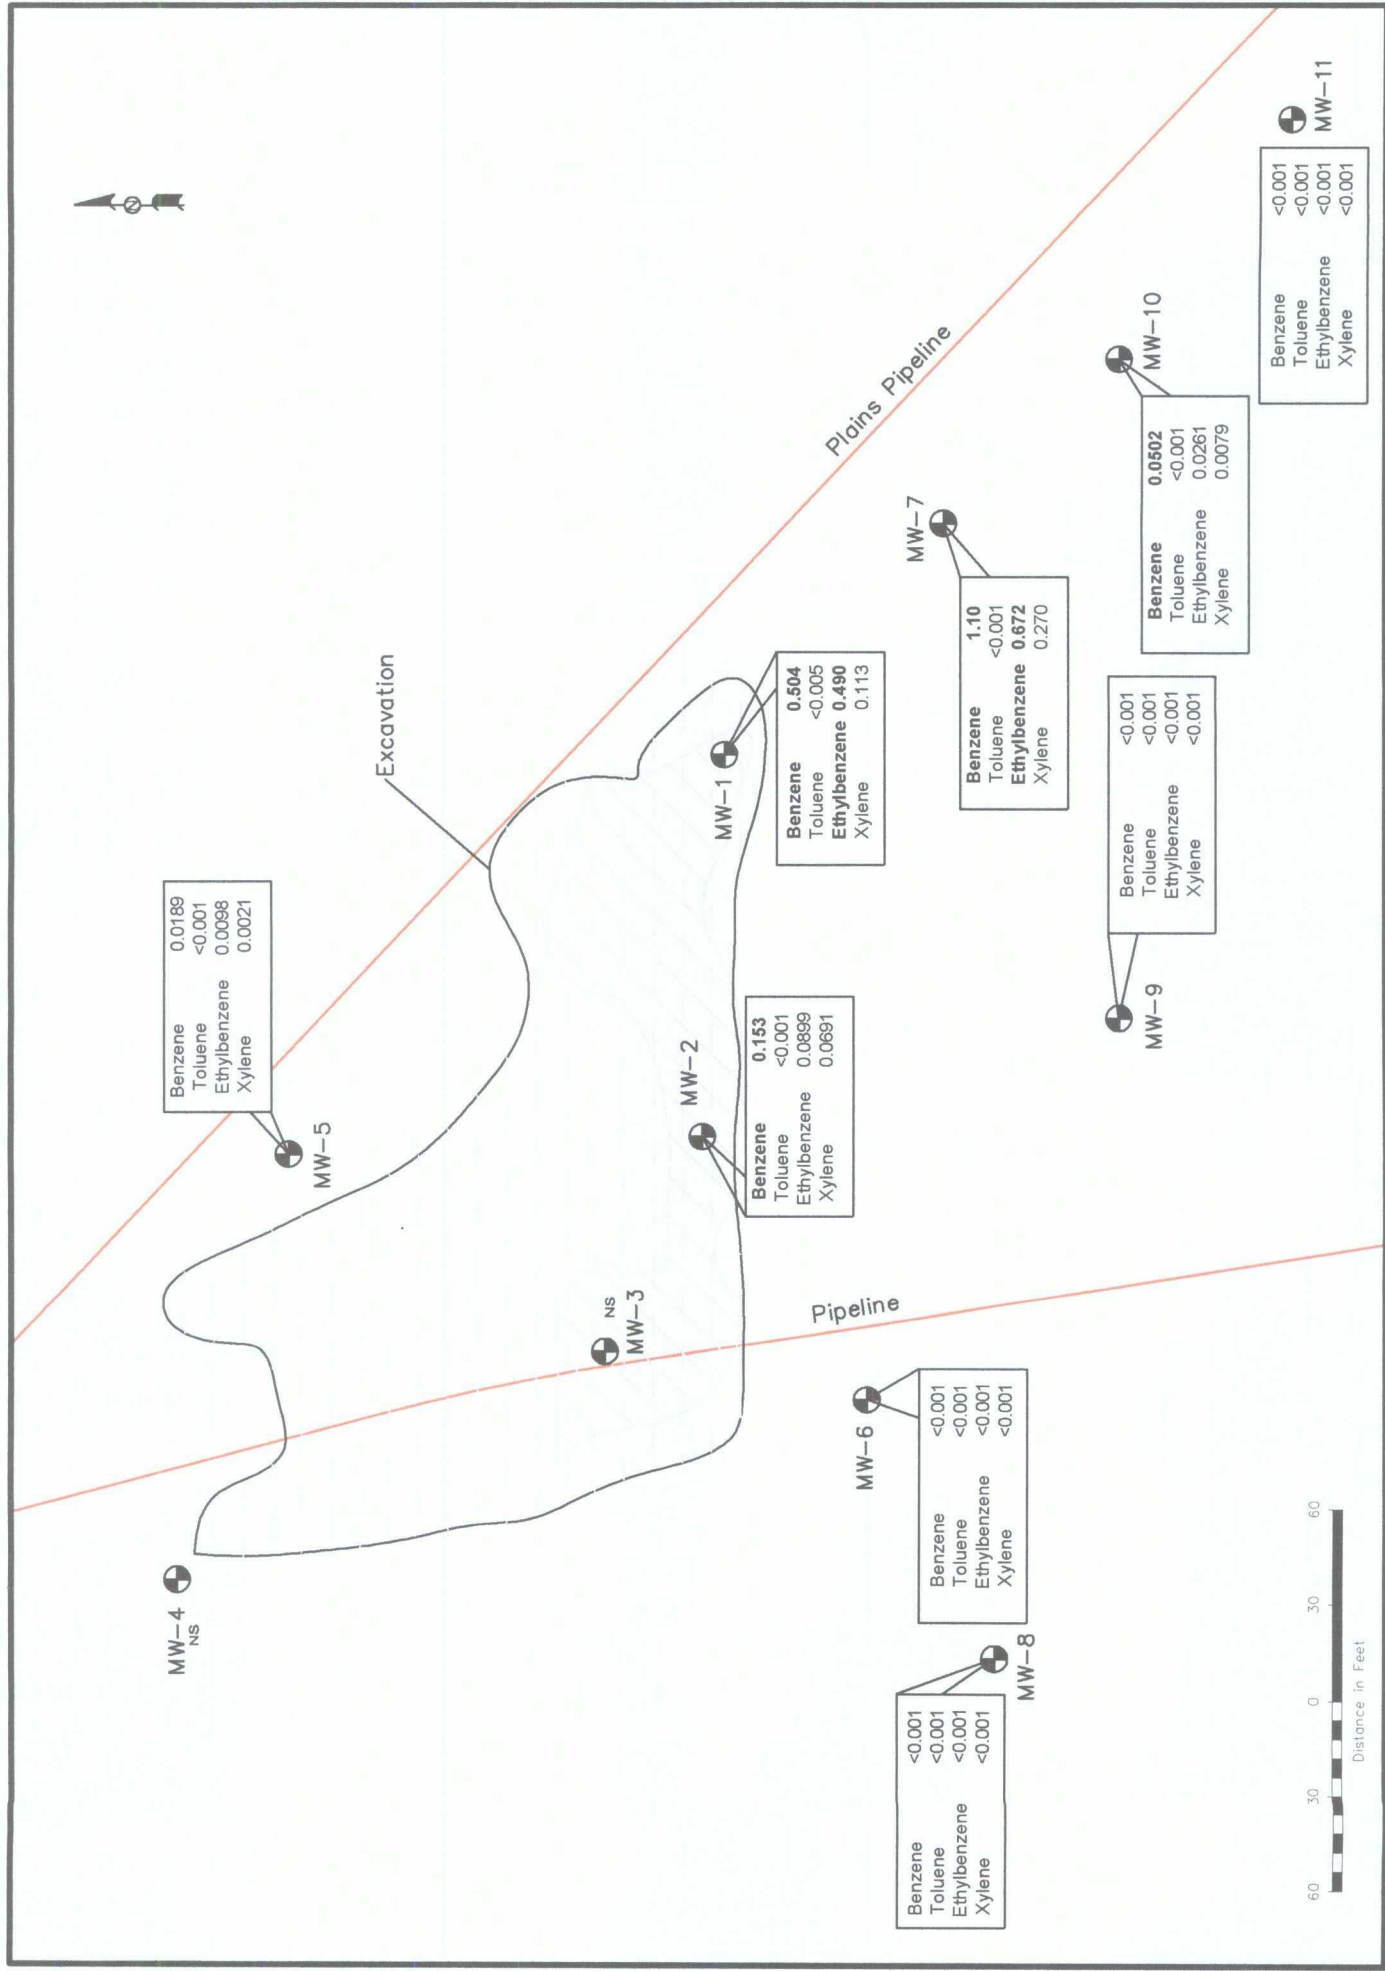 MW-4
NS
Benzene 0.0189
Toluene <0.001
Ethylbenzene 0.0098
Xylene 0.0021
MW-5
Excavation
N
NS
MW-3
MW-2
Benzene 0.153
Toluene <0.001
Ethylbenzene 0.0899
Xylene 0.0691
MW-1
Benzene 0.504
Toluene <0.005
Ethylbenzene 0.490
Xylene 0.113
Plains Pipeline
Pipeline
MW-6
Benzene <0.001
Toluene <0.001
Ethylbenzene <0.001
Xylene <0.001
Benzene <0.001
Toluene <0.001
Ethylbenzene <0.001
Xylene <0.001
MW-8
MW-7
Benzene 1.10
Toluene <0.001
Ethylbenzene 0.672
Xylene 0.270
Benzene <0.001
Toluene <0.001
Ethylbenzene <0.001
Xylene <0.001
MW-9
MW-10
Benzene 0.0502
Toluene <0.001
Ethylbenzene 0.0261
Xylene 0.0079
MW-11
Benzene <0.001
Toluene <0.001
Ethylbenzene <0.001
Xylene <0.001
60 30 0 30 60
Distance in Feet